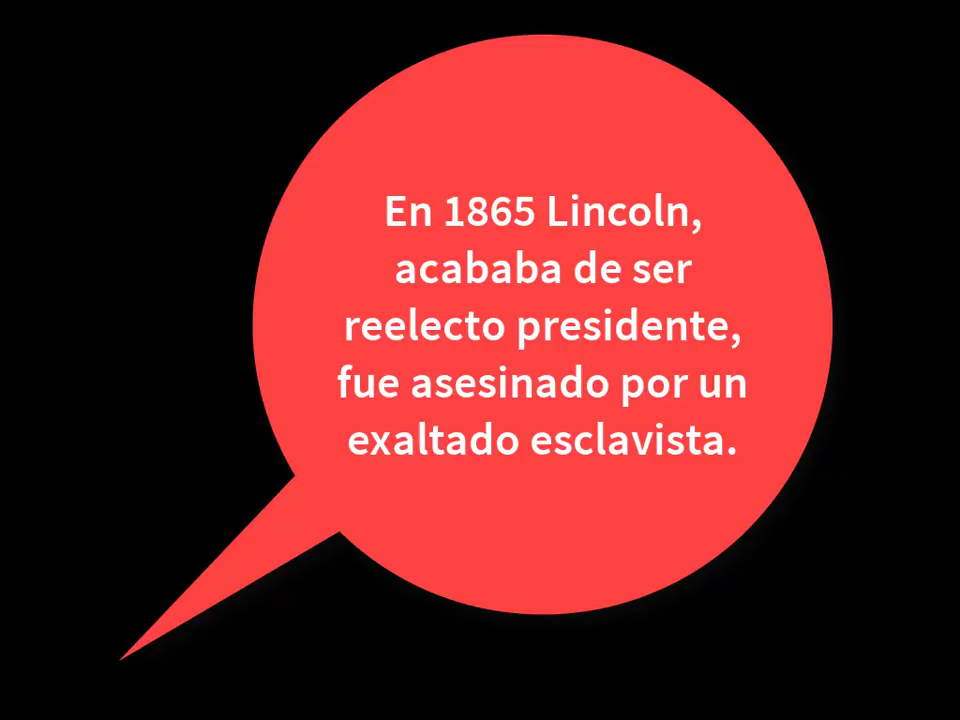 En 1865 Lincoln,
acababa de ser
reelecto presidente,
fue asesinado por un
exaltado esclavista.